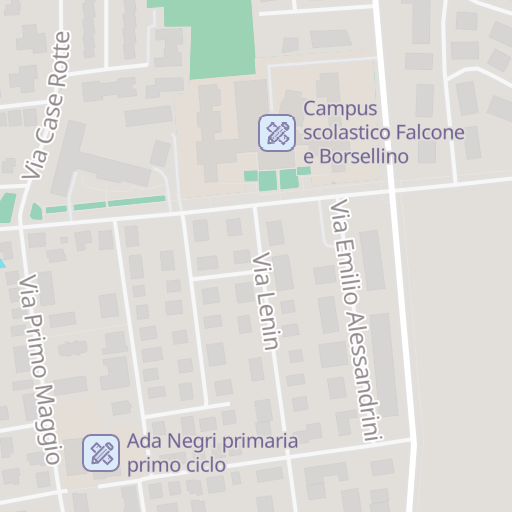 Via Case Rotte
Campus
scolastico Falcone
e Borsellino
Via Emilio Alessandrini
Via Lenin
Via Primo Maggio
Ada Negri primaria
primo ciclo